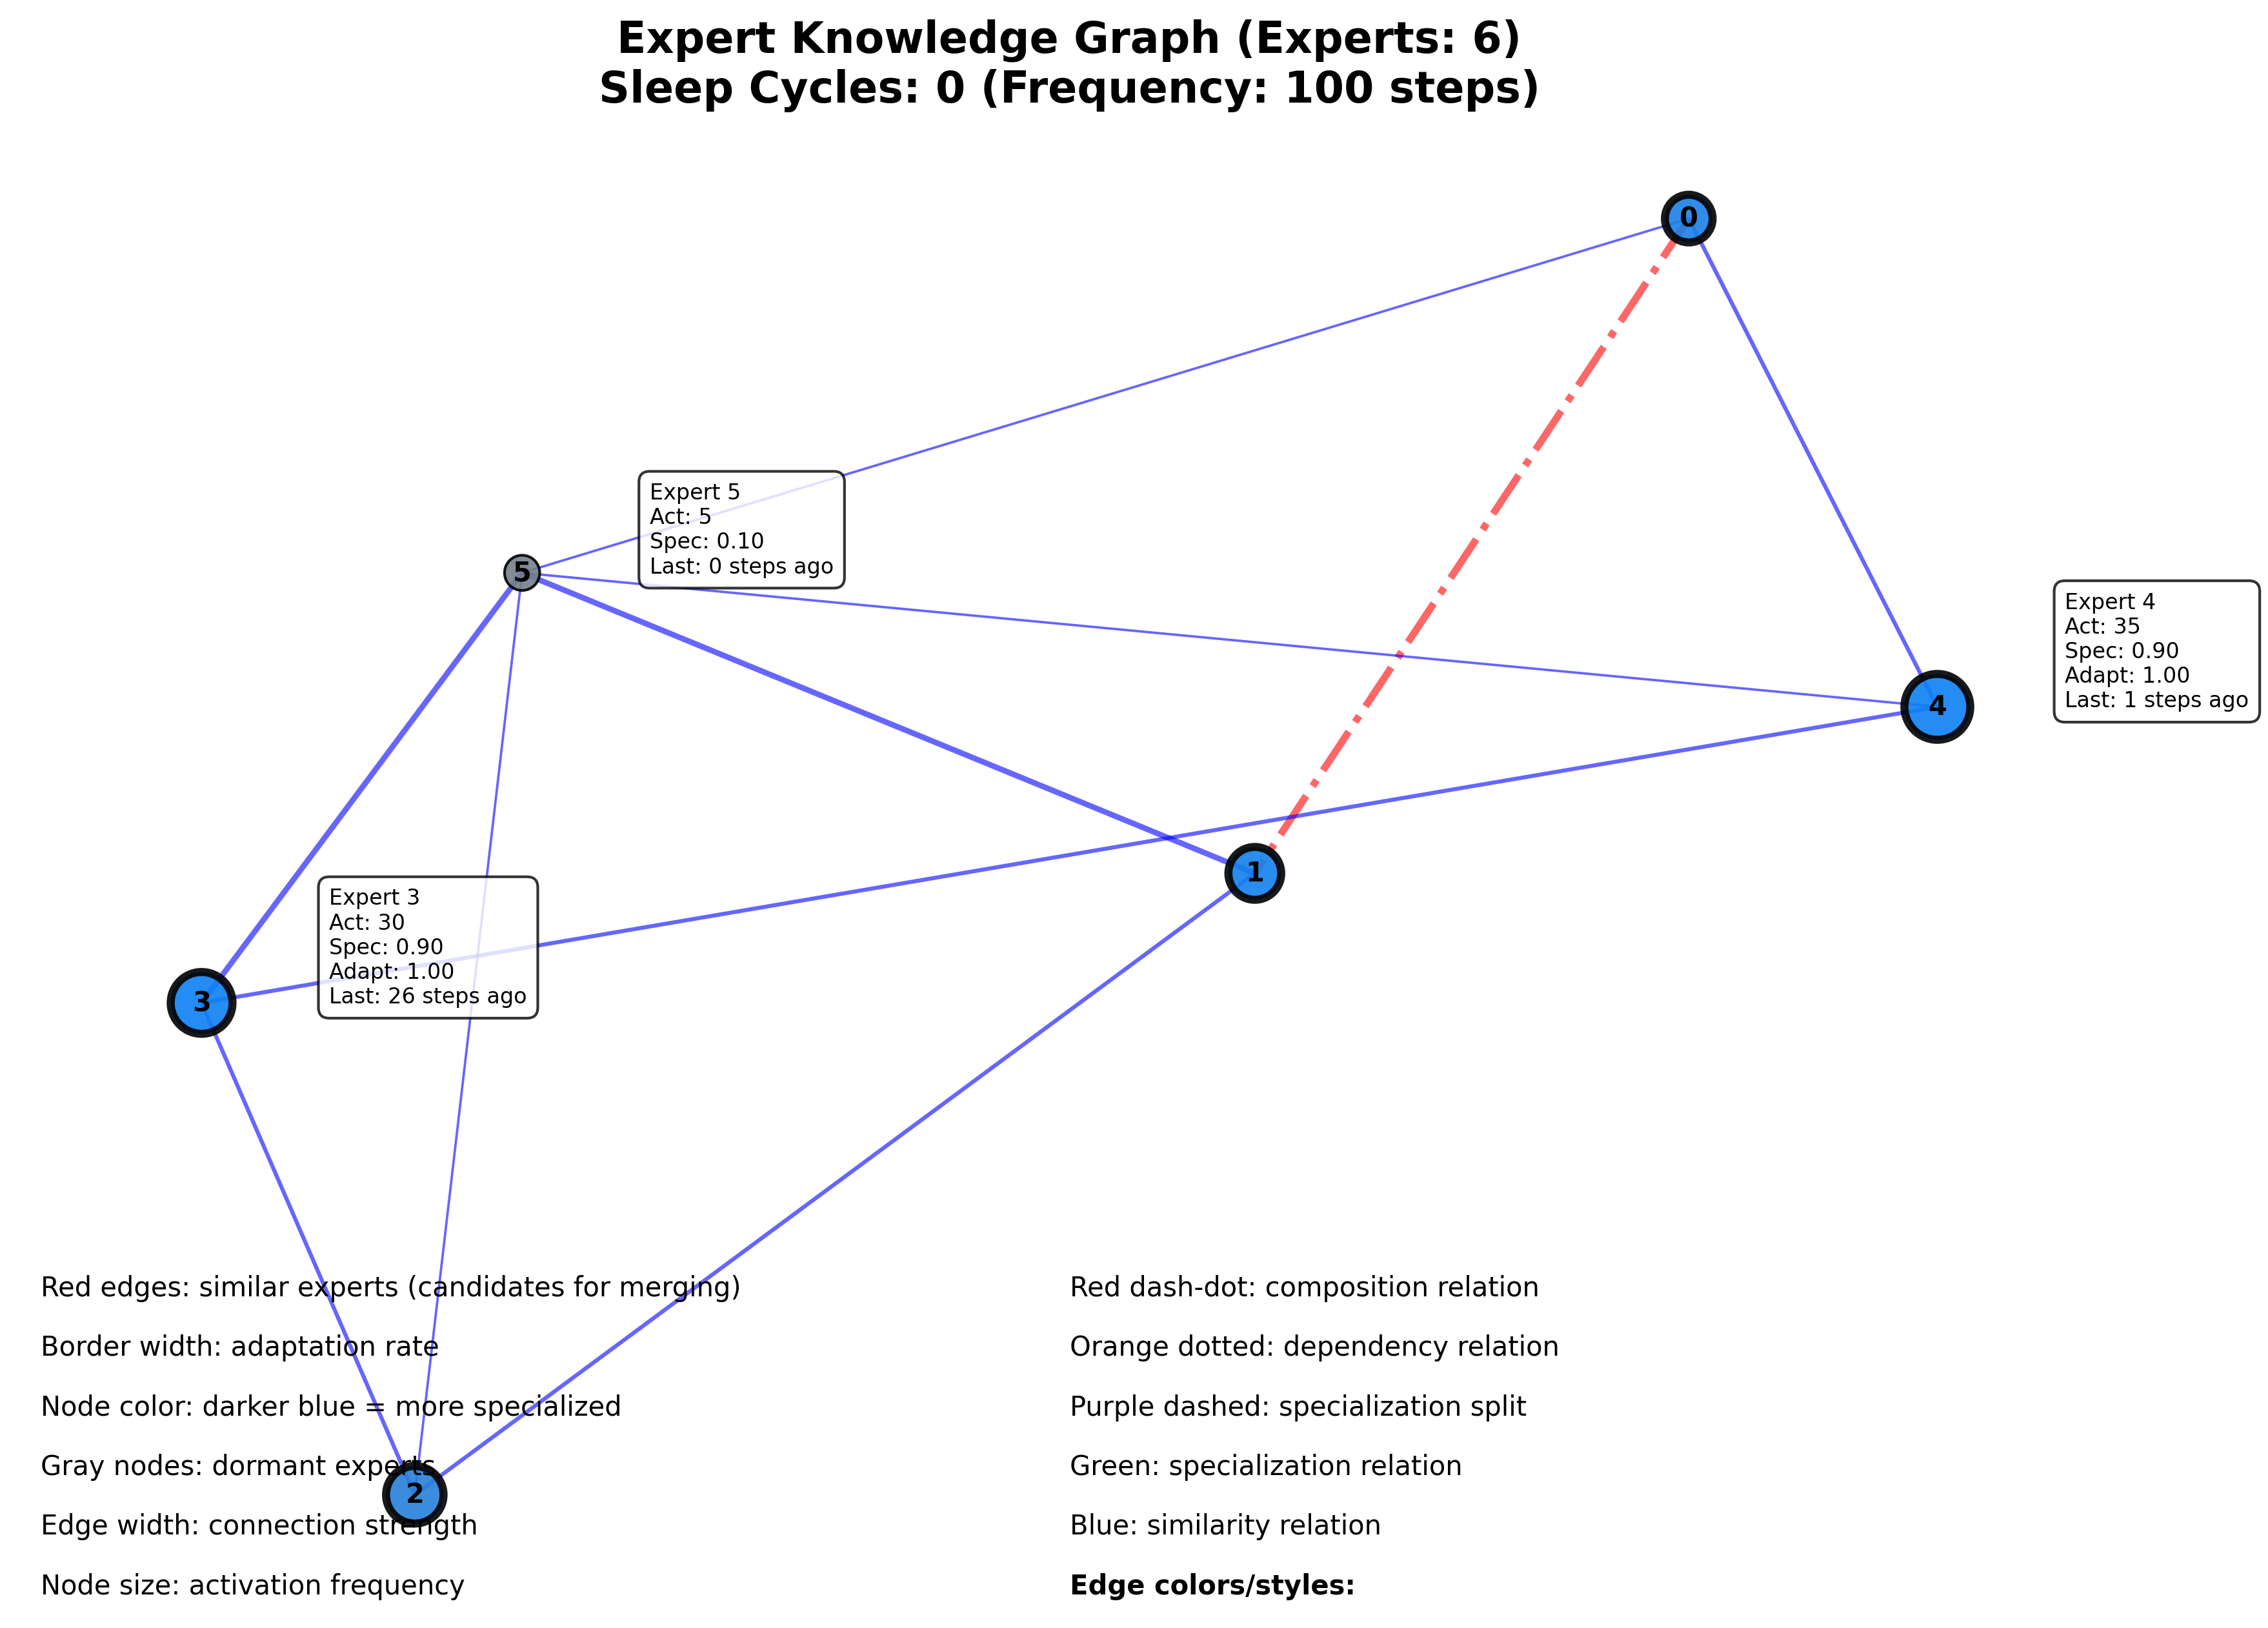 Expert Knowledge Graph (Experts: 6)
Sleep Cycles: 0 (Frequency: 100 steps)
0
Expert 5
Act: 5
Spec: 0.10
Last: 0 steps ago
5
Expert 4
Act: 35
Spec: 0.90
Adapt: 1.00
Last: 1 steps ago
4
1
Expert 3
Act: 30
Spec: 0.90
Adapt: 1.00
Last: 26 steps ago
3
Red edges: similar experts (candidates for merging)
Border width: adaptation rate
Node color: darker blue = more specialized
Gray nodes: dormant experts
2
Edge width: connection strength
Node size: activation frequency
Red dash-dot: composition relation
Orange dotted: dependency relation
Purple dashed: specialization split
Green: specialization relation
Blue: similarity relation
Edge colors/styles: